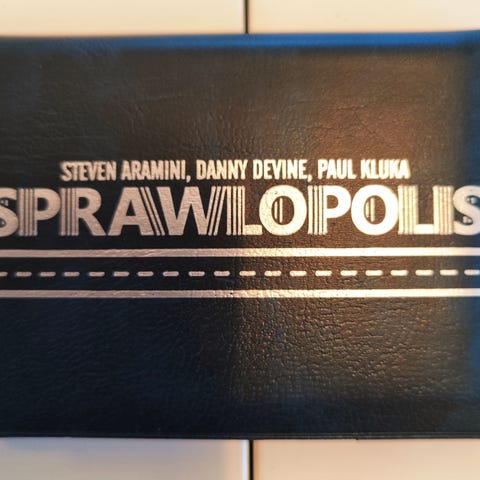 STEVEN ARAMINI, DANNY DEVINE, PAUL KLUKA
SPRAWLOPOLIS